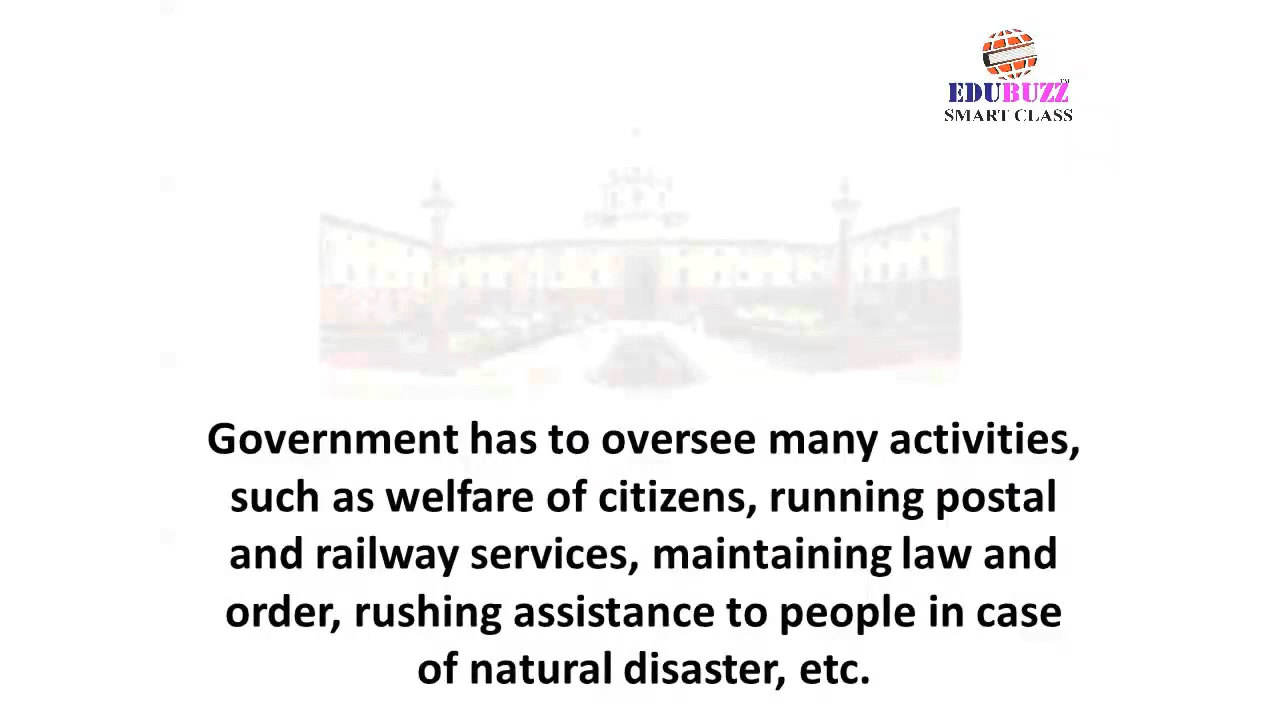 EDUBUZZ™
SMART CLASS
Government has to oversee many activities,
such as welfare of citizens, running postal
and railway services, maintaining law and
order, rushing assistance to people in case
of natural disaster, etc.